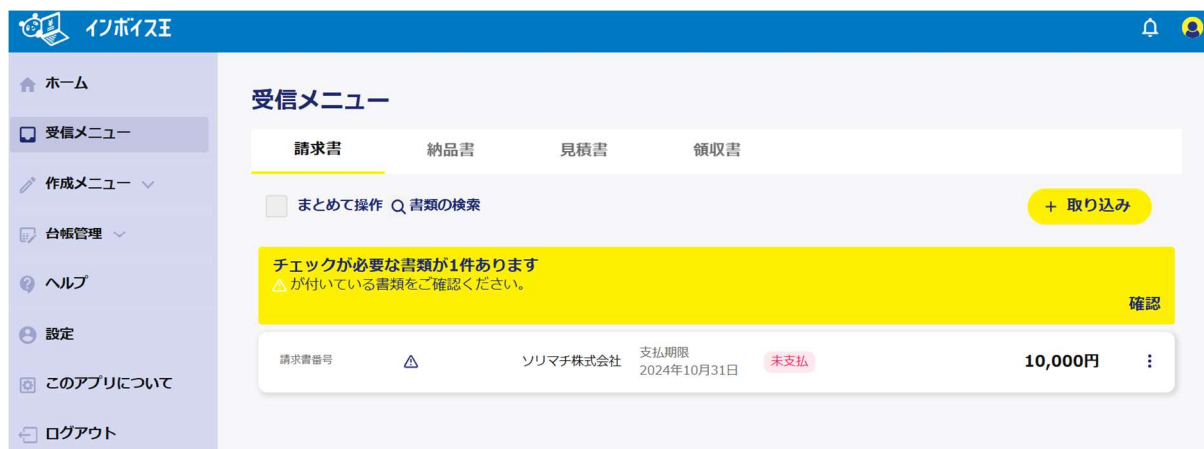 インボイス王
ホーム
受信メニュー
作成メニュー
台帳管理
ヘルプ
設定
このアプリについて
ログアウト
受信メニュー
請求書 納品書 見積書 領収書
まとめて操作 書類の検索 + 取り込み
チェックが必要な書類が1件あります
が付いている書類をご確認ください。
確認
請求書番号 ソリマチ株式会社 支払期限 未支払 10,000円
2024年10月31日